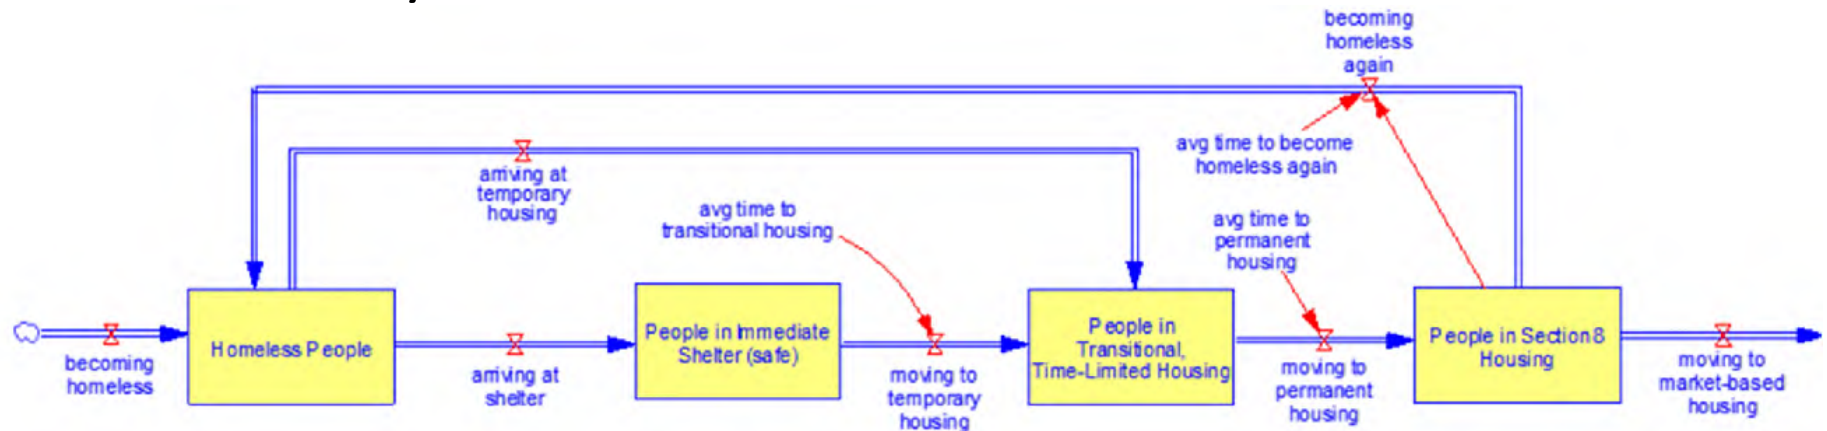 becoming
homeless
again
avg time to become
homeless again
arriving at
temporary
housing
avg time to
transitional housing
avg time to
permanent
housing
becoming
homeless
Homeless People
arriving at
shelter
People in Immediate
Shelter (safe)
moving to
temporary
housing
People in
Transitional,
Time-Limited Housing
moving to
permanent
housing
People in Section 8
Housing
moving to
market-based
housing